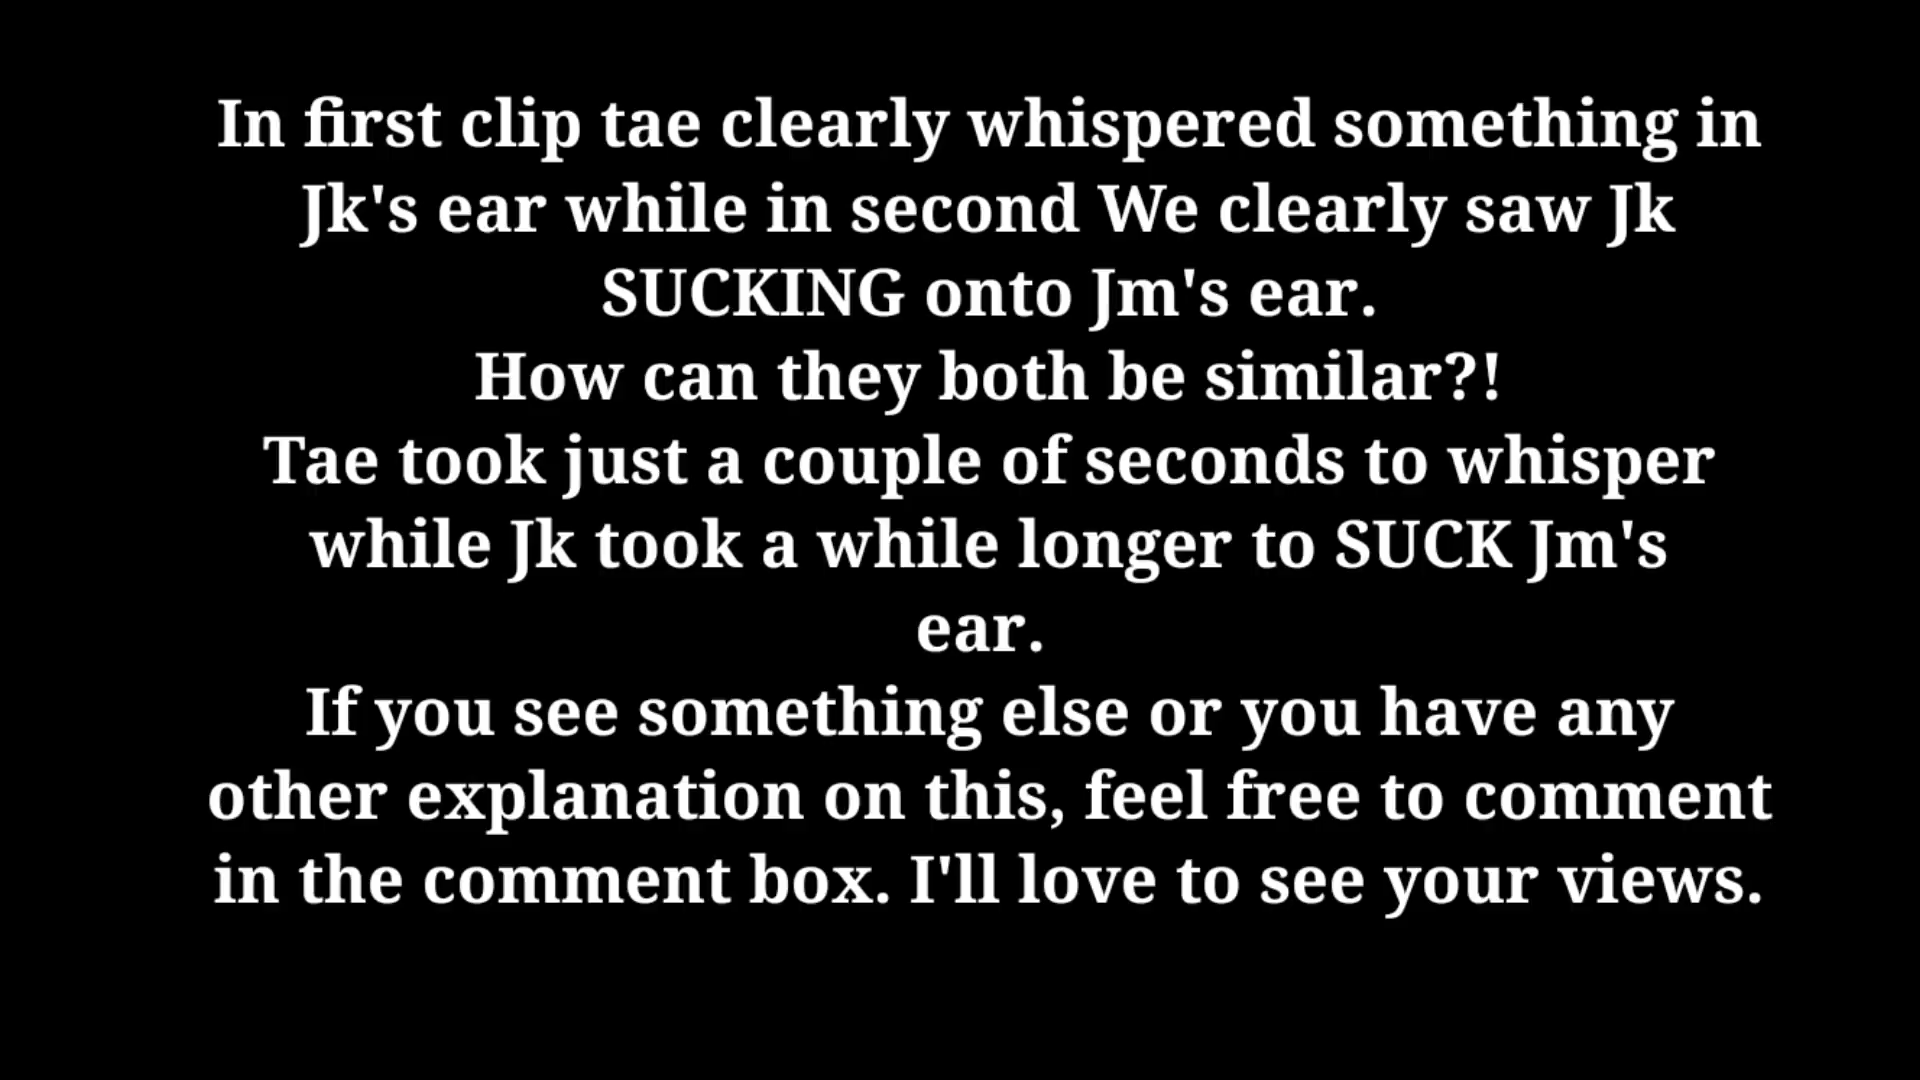 In first clip tae clearly whispered something in
Jk's ear while in second We clearly saw Jk
SUCKING onto Jm's ear.
How can they both be similar?!
Tae took just a couple of seconds to whisper
while Jk took a while longer to SUCK Jm's
ear.
If you see something else or you have any
other explanation on this, feel free to comment
in the comment box. I'll love to see your views.